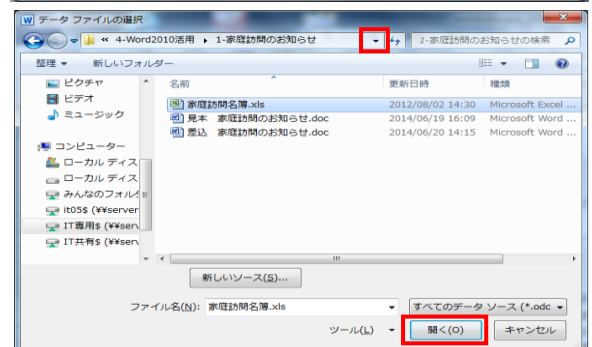 データ ファイルの選択
« 4-Word2010活用 ▸ 1-家庭訪問のお知らせ
1-家庭訪問のお知らせの検索
整理 ▼ 新しいフォルダー
名前 更新日時 種類
ピクチャ
ビデオ
ミュージック
コンピューター
ローカル ディス
ローカル ディス
みんなのフォルダ
it05$ (¥¥server
IT専用$ (¥¥serv
IT共有$ (¥¥serv
家庭訪問名簿.xls 2012/08/02 14:30 Microsoft Excel ...
見本 家庭訪問のお知らせ.doc 2014/06/19 16:09 Microsoft Word ...
差込 家庭訪問のお知らせ.doc 2014/06/20 14:15 Microsoft Word ...
新しいソース(S)...
ファイル名(N): 家庭訪問名簿.xls すべてのデータ ソース (*.odc
ツール(L) 開く(O) キャンセル